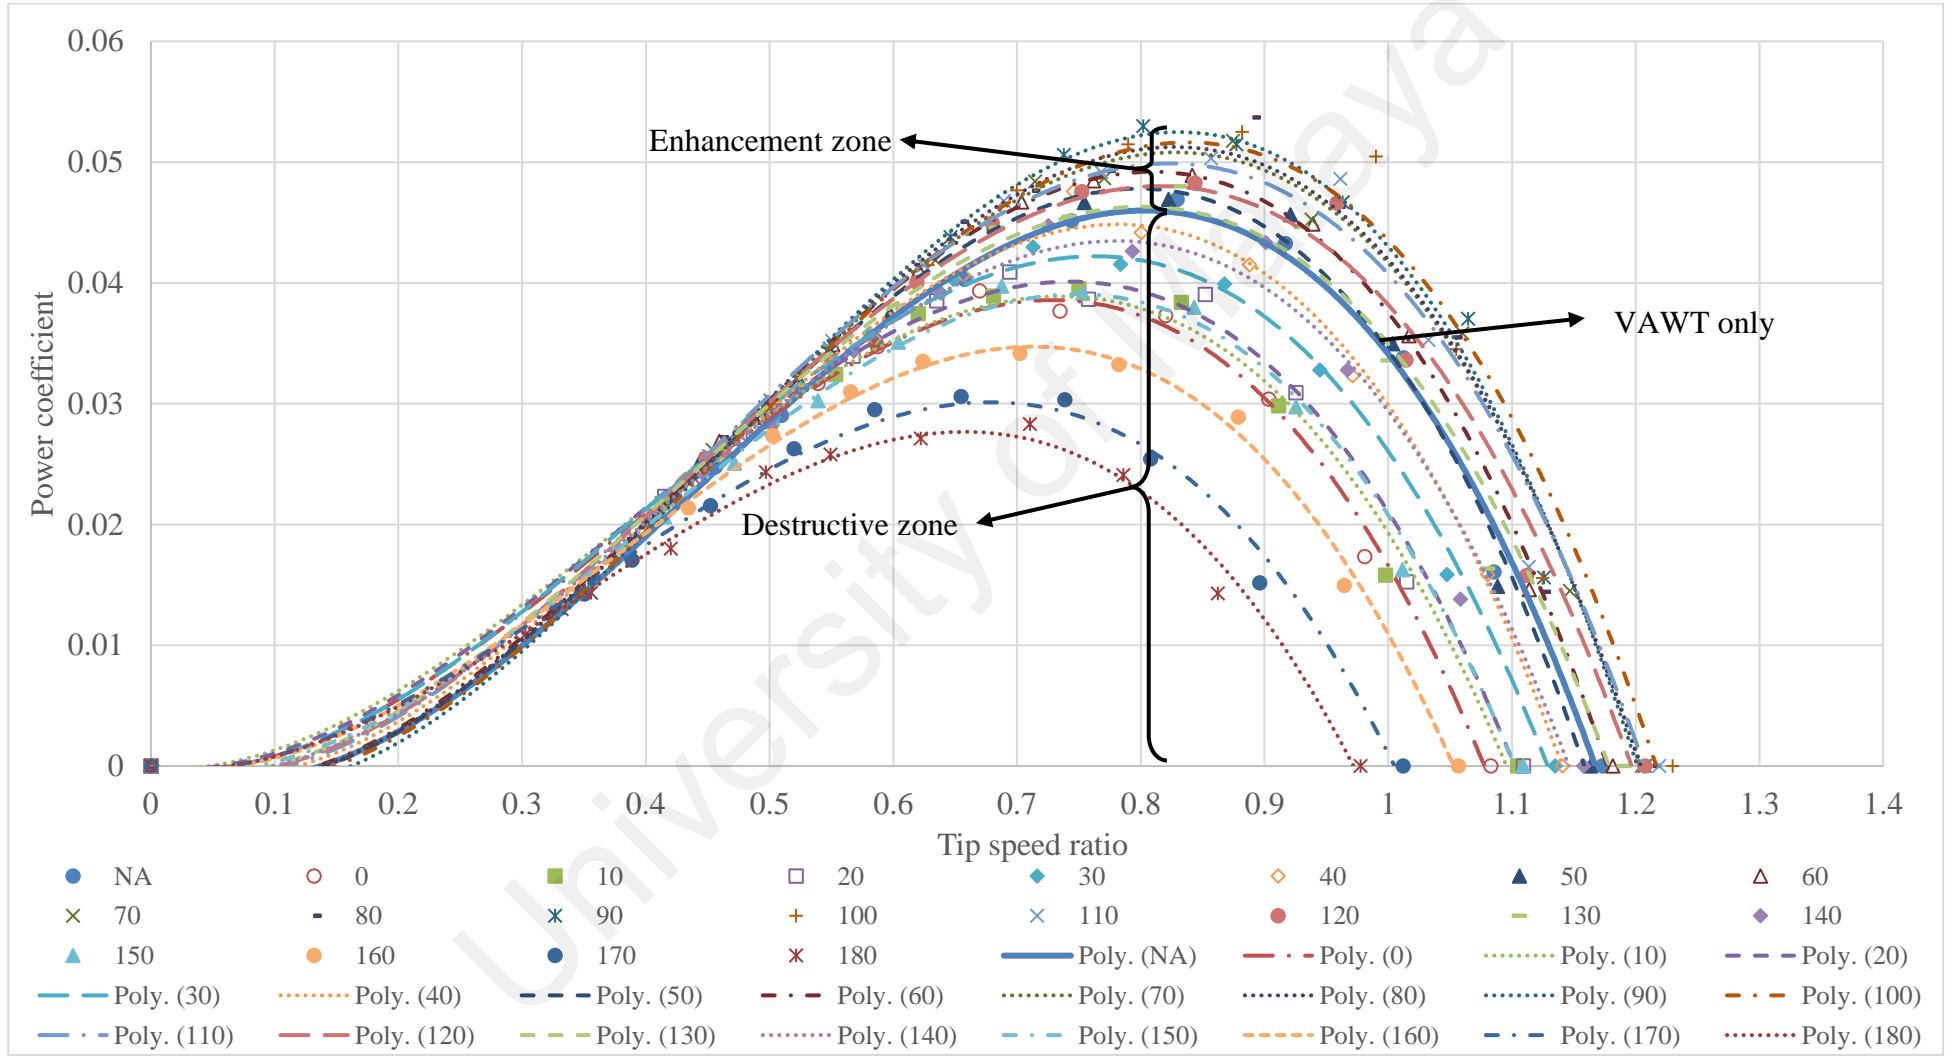 0.06
0.05
0.04
0.03
0.02
0.01
0
Power coefficient
Enhancement zone
VAWT only
Destructive zone
University of Malaya
0 0.1 0.2 0.3 0.4 0.5 0.6 0.7 0.8 0.9 1 1.1 1.2 1.3 1.4
Tip speed ratio
NA 0 10 20 30 40 50 60
70 80 90 100 110 120 130 140
150 160 170 180 Poly. (NA) Poly. (0) Poly. (10) Poly. (20)
Poly. (30) Poly. (40) Poly. (50) Poly. (60) Poly. (70) Poly. (80) Poly. (90) Poly. (100)
Poly. (110) Poly. (120) Poly. (130) Poly. (140) Poly. (150) Poly. (160) Poly. (170) Poly. (180)